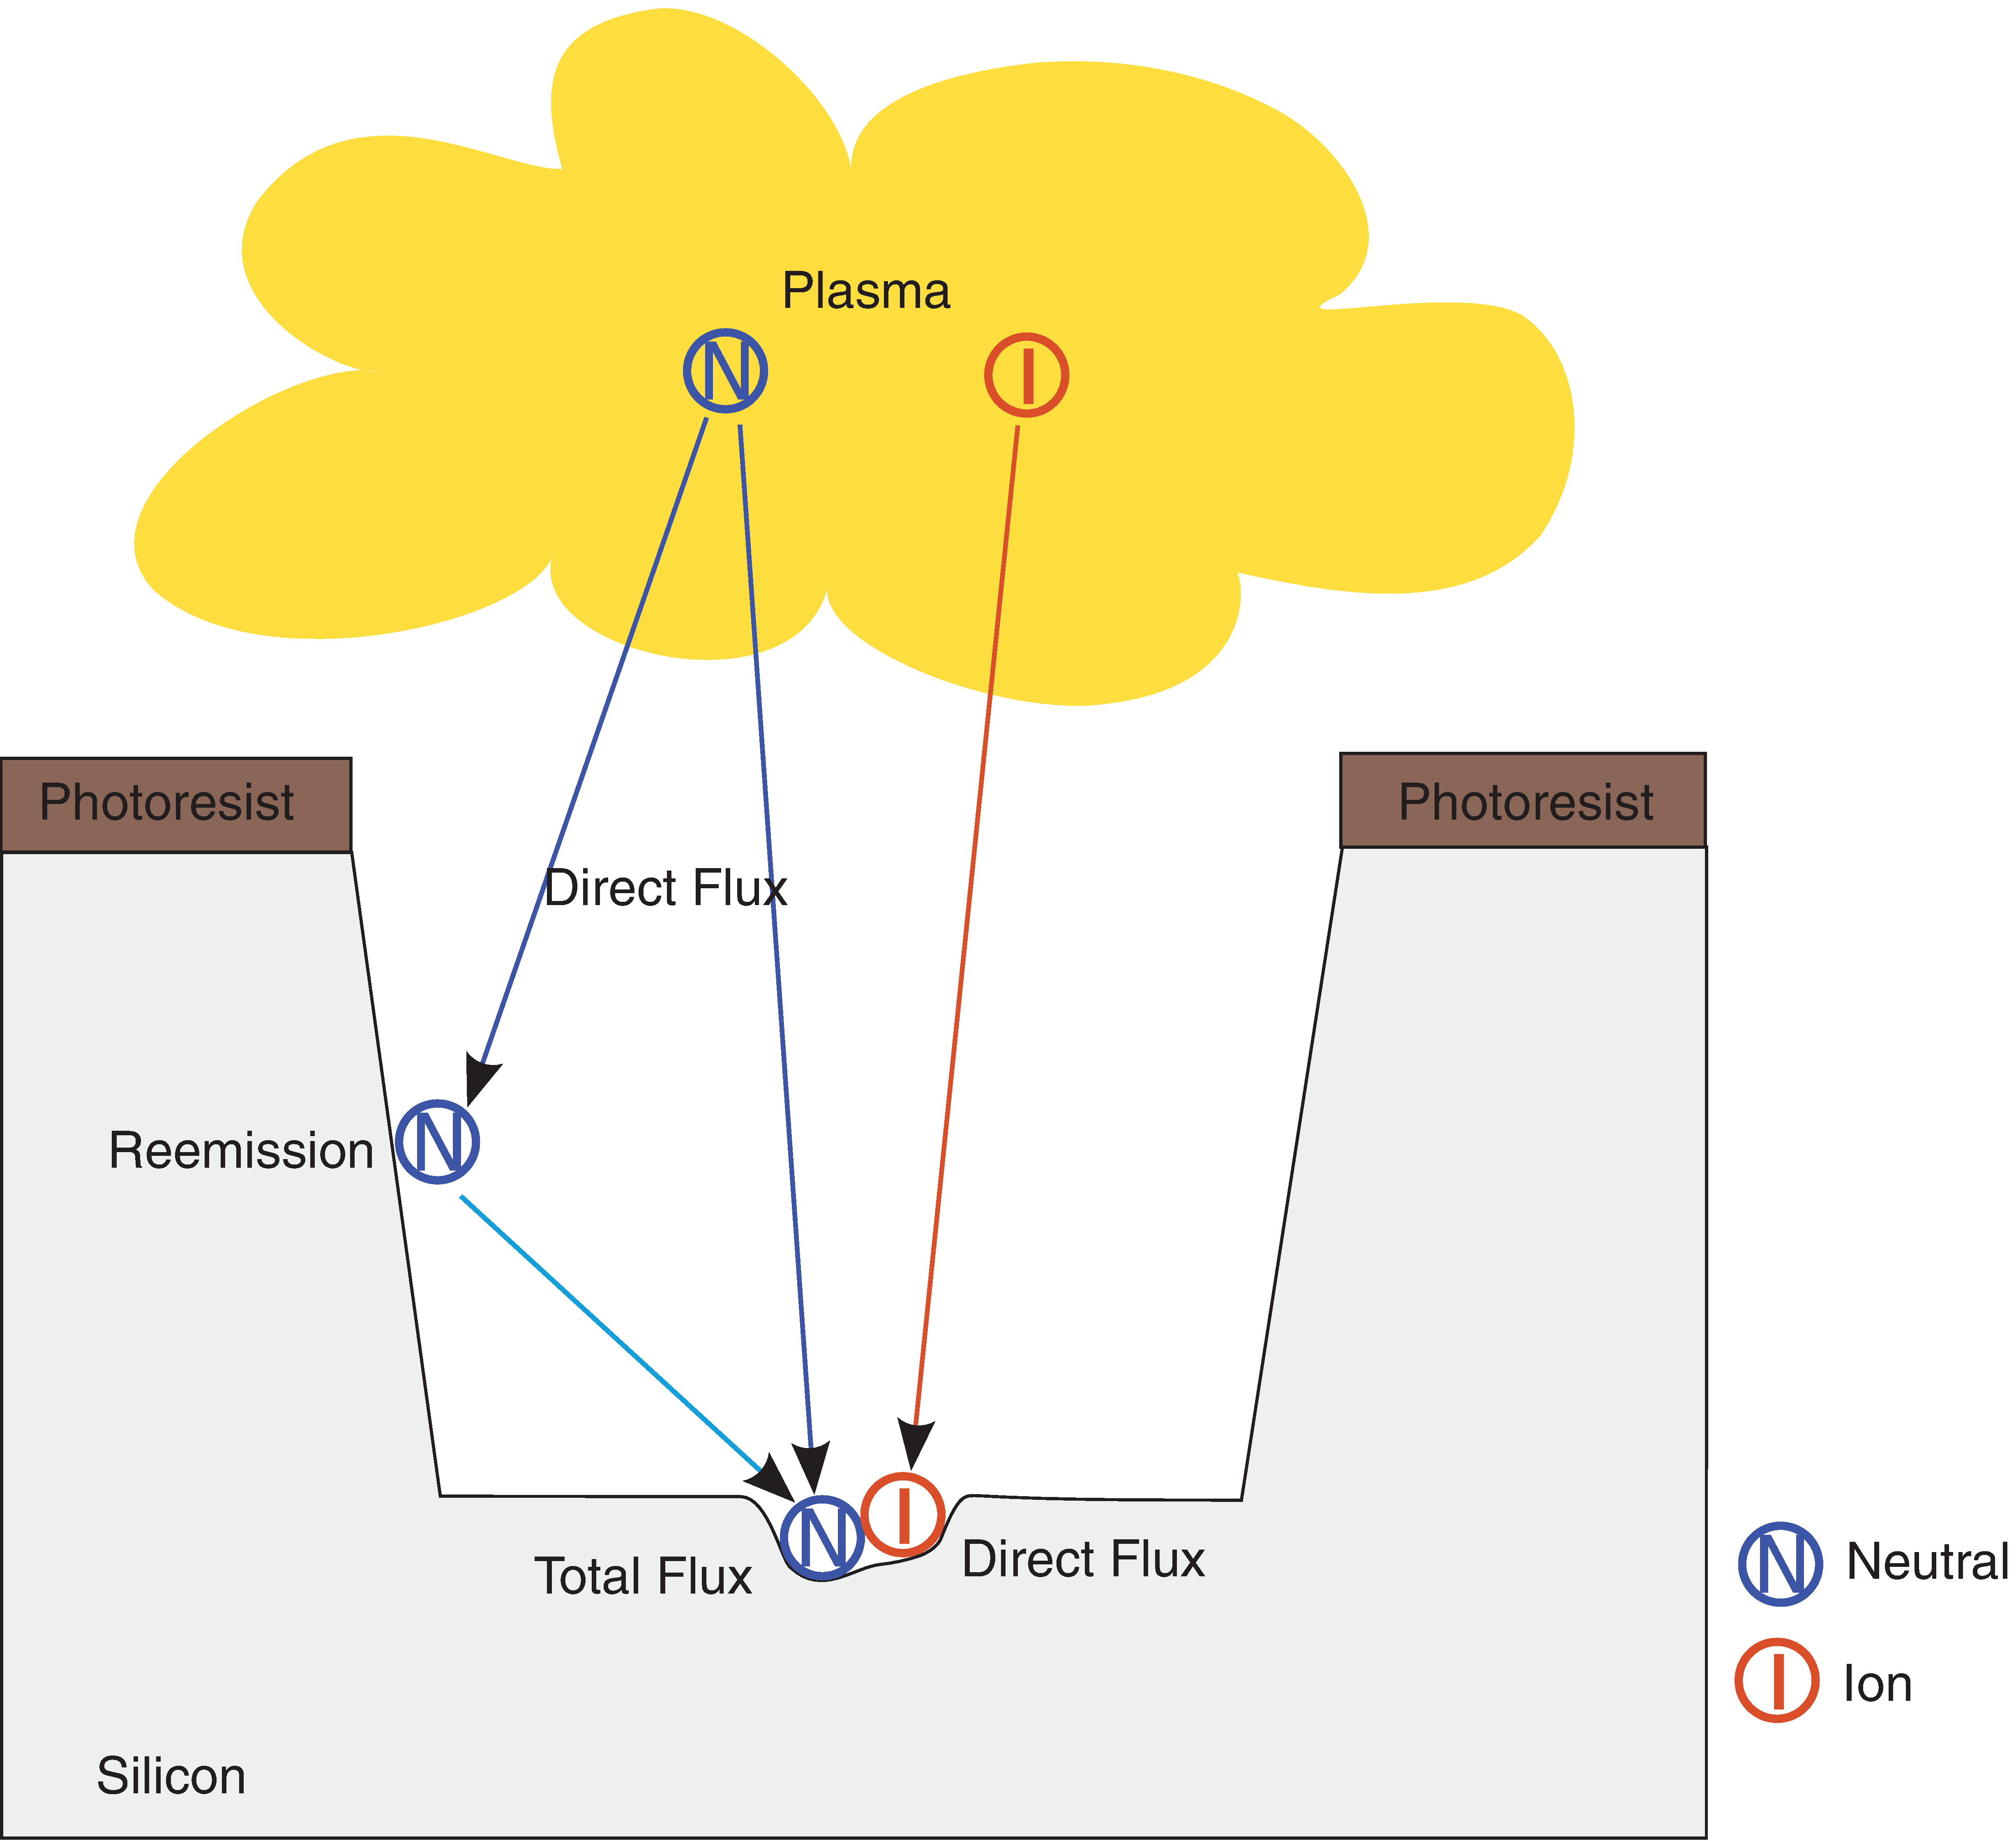 Plasma
N
I
Photoresist
Photoresist
Direct Flux
Reemission
N
N
I
Total Flux
Direct Flux
N
Neutral
I
Ion
Silicon